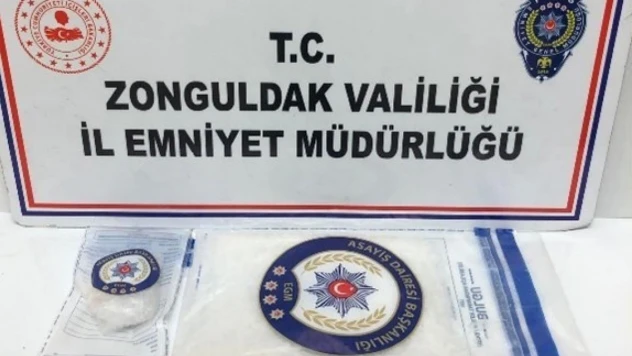 T.C.
ZONGULDAK VALİLİĞİ
İL EMNİYET MÜDÜRLÜĞÜ
ASAYİŞ DAİRESİ BAŞKANLIĞI
EGM